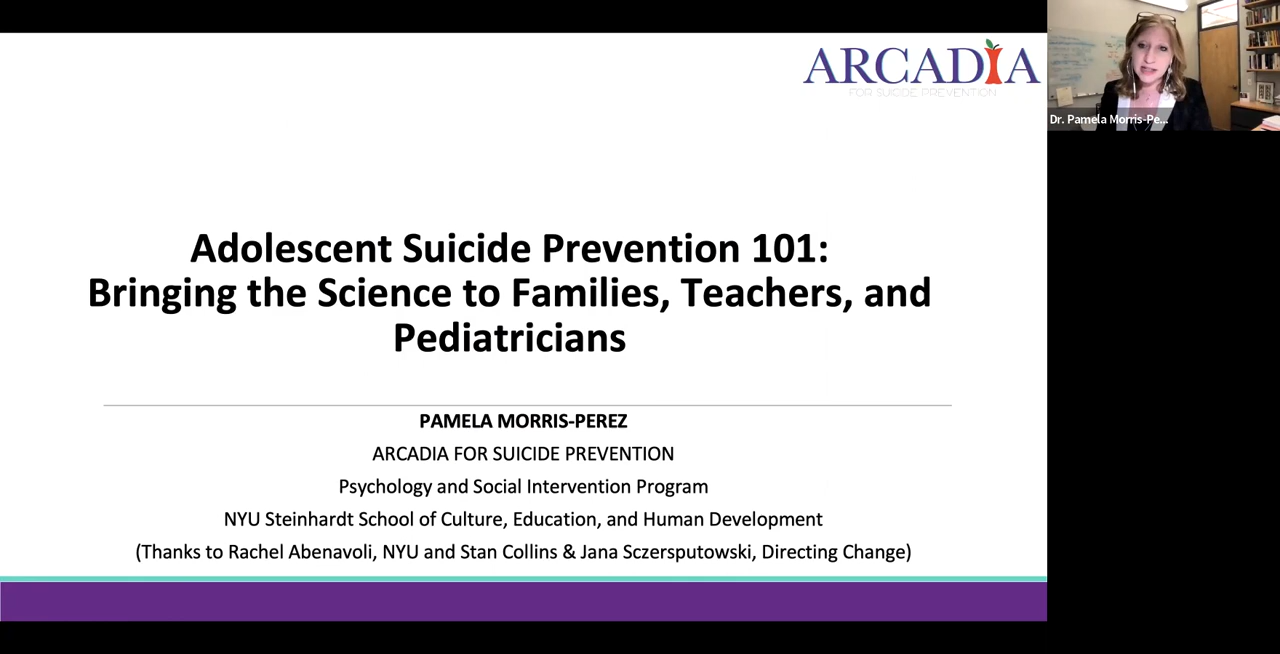 ARCADIA
FOR SUICIDE PREVENTION
Dr. Pamela Morris-Pe...
Adolescent Suicide Prevention 101:
Bringing the Science to Families, Teachers, and
Pediatricians
PAMELA MORRIS-PEREZ
ARCADIA FOR SUICIDE PREVENTION
Psychology and Social Intervention Program
NYU Steinhardt School of Culture, Education, and Human Development
(Thanks to Rachel Abenavoli, NYU and Stan Collins & Jana Sczersputowski, Directing Change)